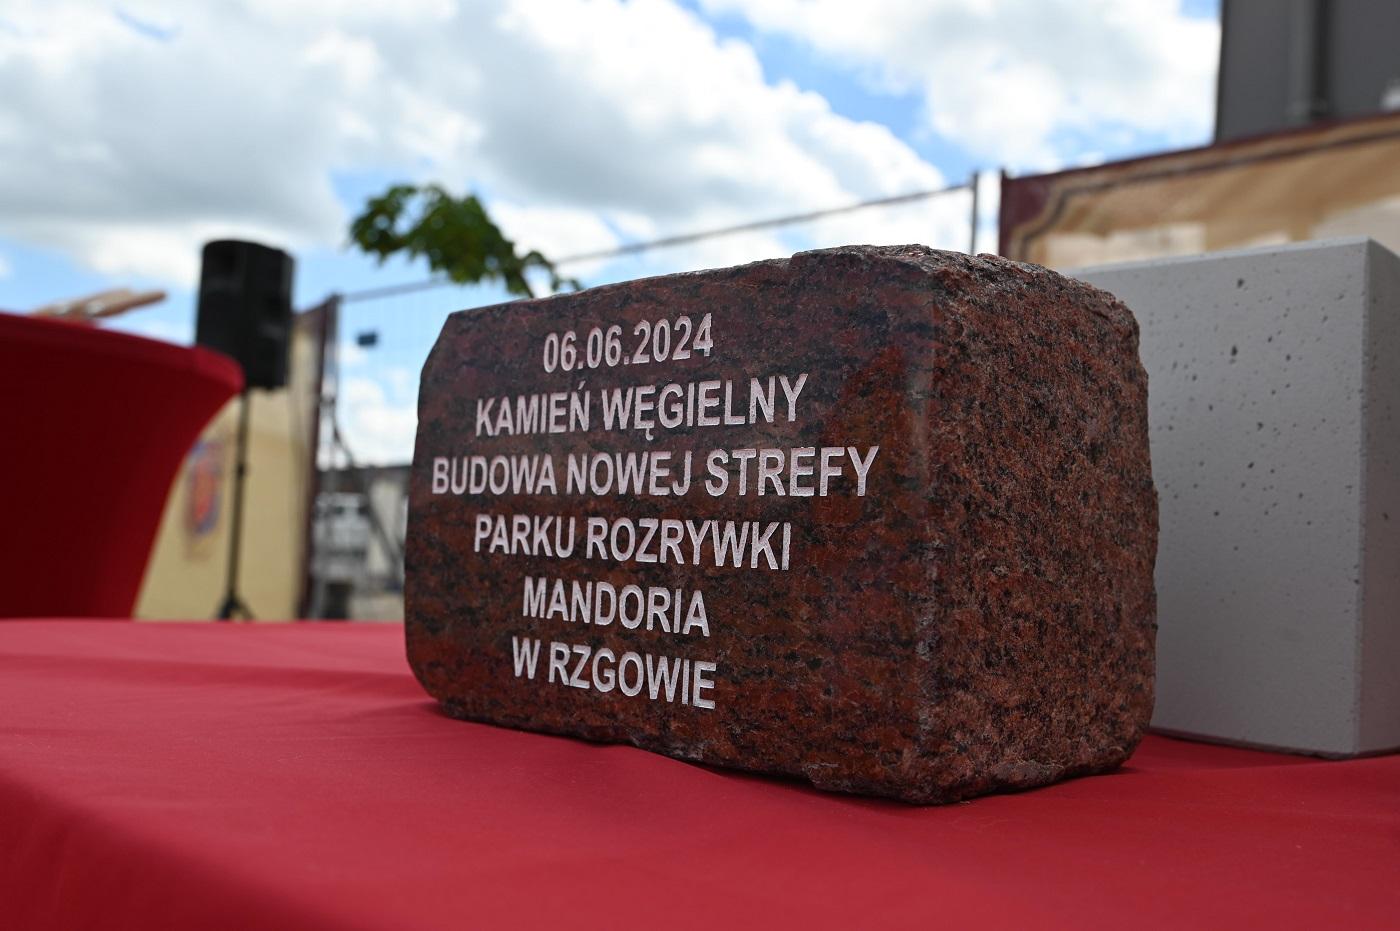 06.06.2024
KAMIEŃ WĘGIELNY
BUDOWA NOWEJ STREFY
PARKU ROZRYWKI
MANDORIA
W RZGOWIE